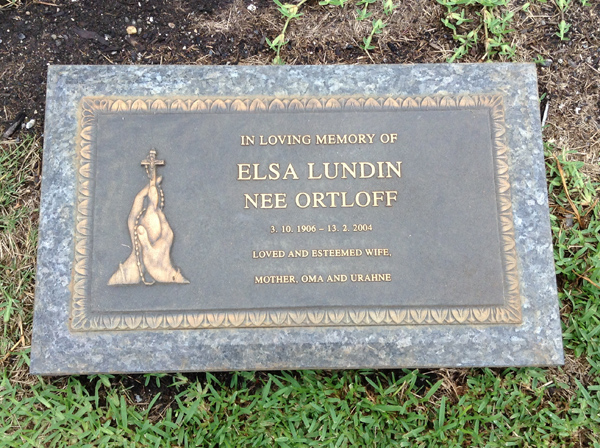 IN LOVING MEMORY OF
ELSA LUNDIN
NEE ORTLOFF
3. 10. 1906 – 13. 2. 2004
LOVED AND ESTEEMED WIFE,
MOTHER, OMA AND URAHNE